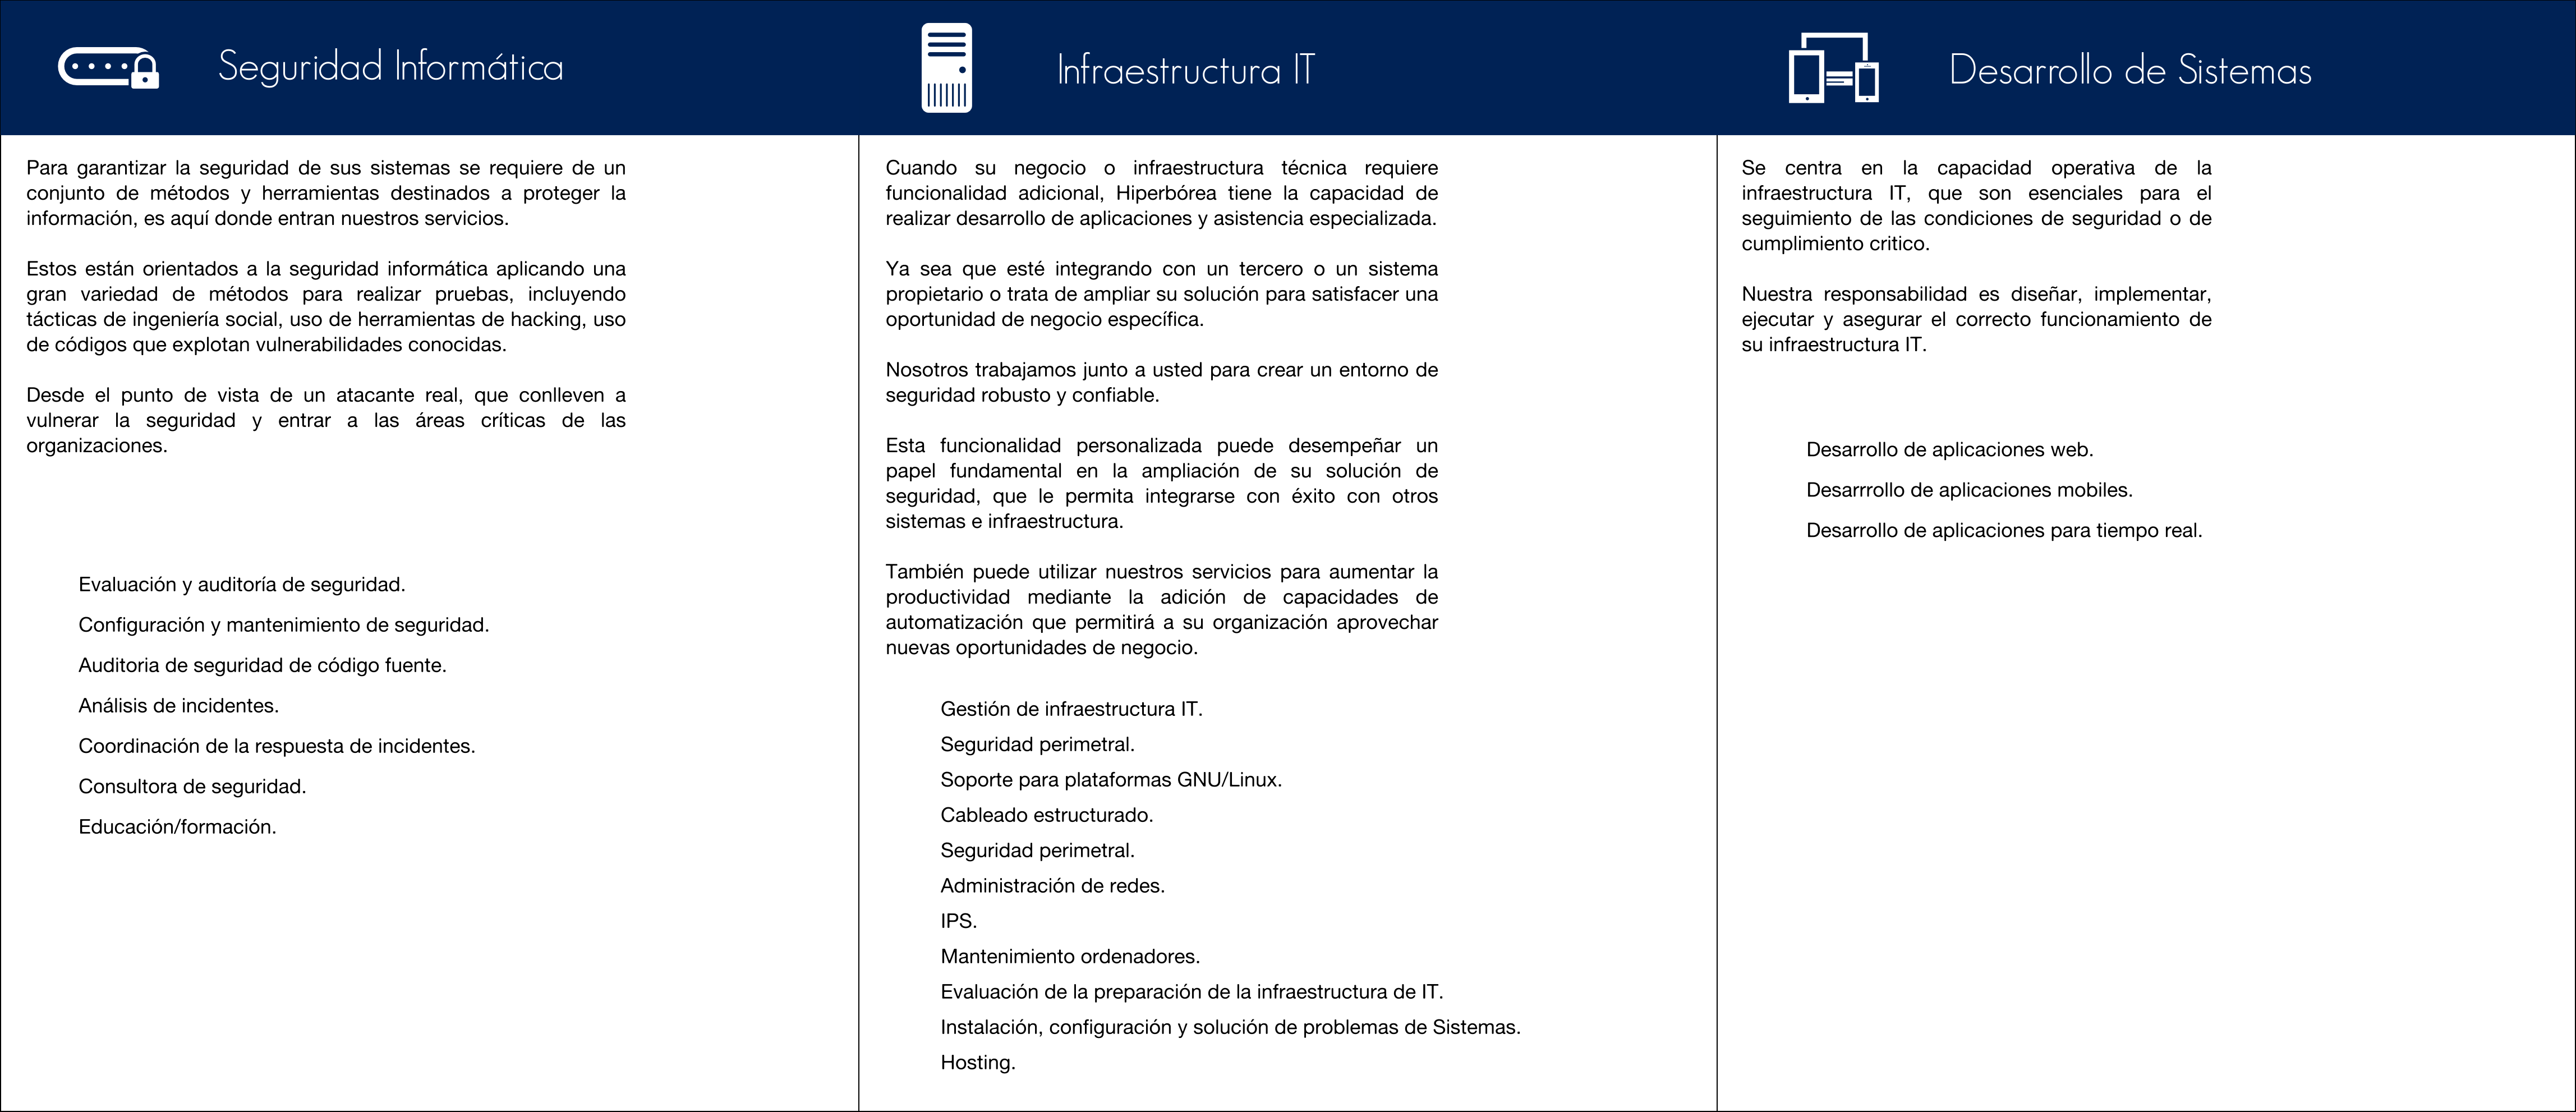 Seguridad Informática
Para garantizar la seguridad de sus sistemas se requiere de un
conjunto de métodos y herramientas destinados a proteger la
información, es aquí donde entran nuestros servicios.
Estos están orientados a la seguridad informática aplicando una
gran variedad de métodos para realizar pruebas, incluyendo
tácticas de ingeniería social, uso de herramientas de hacking, uso
de códigos que explotan vulnerabilidades conocidas.
Desde el punto de vista de un atacante real, que conlleven a
vulnerar la seguridad y entrar a las áreas críticas de las
organizaciones.
Evaluación y auditoría de seguridad.
Configuración y mantenimiento de seguridad.
Auditoria de seguridad de código fuente.
Análisis de incidentes.
Coordinación de la respuesta de incidentes.
Consultora de seguridad.
Educación/formación.
Infraestructura IT
Cuando su negocio o infraestructura técnica requiere
funcionalidad adicional, Hiperbórea tiene la capacidad de
realizar desarrollo de aplicaciones y asistencia especializada.
Ya sea que esté integrando con un tercero o un sistema
propietario o trata de ampliar su solución para satisfacer una
oportunidad de negocio específica.
Nosotros trabajamos junto a usted para crear un entorno de
seguridad robusto y confiable.
Esta funcionalidad personalizada puede desempeñar un
papel fundamental en la ampliación de su solución de
seguridad, que le permita integrarse con éxito con otros
sistemas e infraestructura.
También puede utilizar nuestros servicios para aumentar la
productividad mediante la adición de capacidades de
automatización que permitirá a su organización aprovechar
nuevas oportunidades de negocio.
Gestión de infraestructura IT.
Seguridad perimetral.
Soporte para plataformas GNU/Linux.
Cableado estructurado.
Seguridad perimetral.
Administración de redes.
IPS.
Mantenimiento ordenadores.
Evaluación de la preparación de la infraestructura de IT.
Instalación, configuración y solución de problemas de Sistemas.
Hosting.
Desarrollo de Sistemas
Se centra en la capacidad operativa de la
infraestructura IT, que son esenciales para el
seguimiento de las condiciones de seguridad o de
cumplimiento critico.
Nuestra responsabilidad es diseñar, implementar,
ejecutar y asegurar el correcto funcionamiento de
su infraestructura IT.
Desarrollo de aplicaciones web.
Desarrrollo de aplicaciones mobiles.
Desarrollo de aplicaciones para tiempo real.